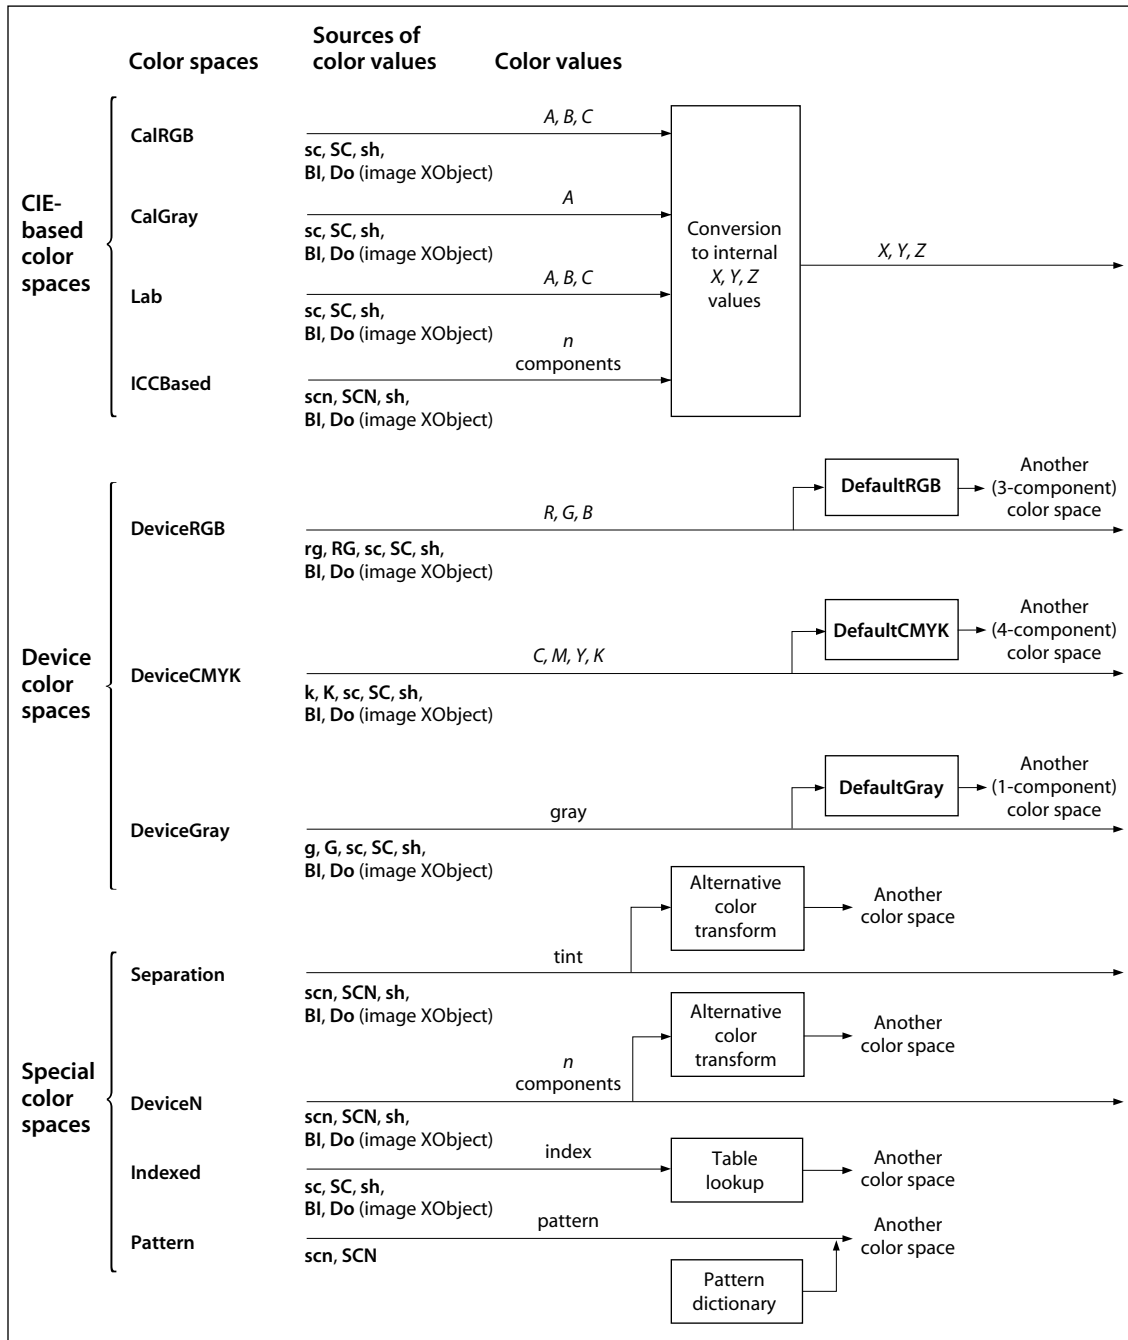 Color spaces
Sources of
color values
Color values
CIE-
based
color
spaces
CalRGB
A, B, C
sc, SC, sh,
BI, Do (image XObject)
CalGray
A
sc, SC, sh,
BI, Do (image XObject)
Lab
A, B, C
sc, SC, sh,
BI, Do (image XObject)
ICCBased
n
components
scn, SCN, sh,
BI, Do (image XObject)
Conversion
to internal
X, Y, Z
values
X, Y, Z
Device
color
spaces
DeviceRGB
R, G, B
rg, RG, sc, SC, sh,
BI, Do (image XObject)
DefaultRGB
Another
(3-component)
color space
DeviceCMYK
C, M, Y, K
k, K, sc, SC, sh,
BI, Do (image XObject)
DefaultCMYK
Another
(4-component)
color space
DeviceGray
gray
g, G, sc, SC, sh,
BI, Do (image XObject)
DefaultGray
Another
(1-component)
color space
Special
color
spaces
Separation
tint
scn, SCN, sh,
BI, Do (image XObject)
Alternative
color
transform
Another
color space
DeviceN
n
components
scn, SCN, sh,
BI, Do (image XObject)
Alternative
color
transform
Another
color space
Indexed
index
sc, SC, sh,
BI, Do (image XObject)
Table
lookup
Another
color space
Pattern
pattern
scn, SCN
Pattern
dictionary
Another
color space